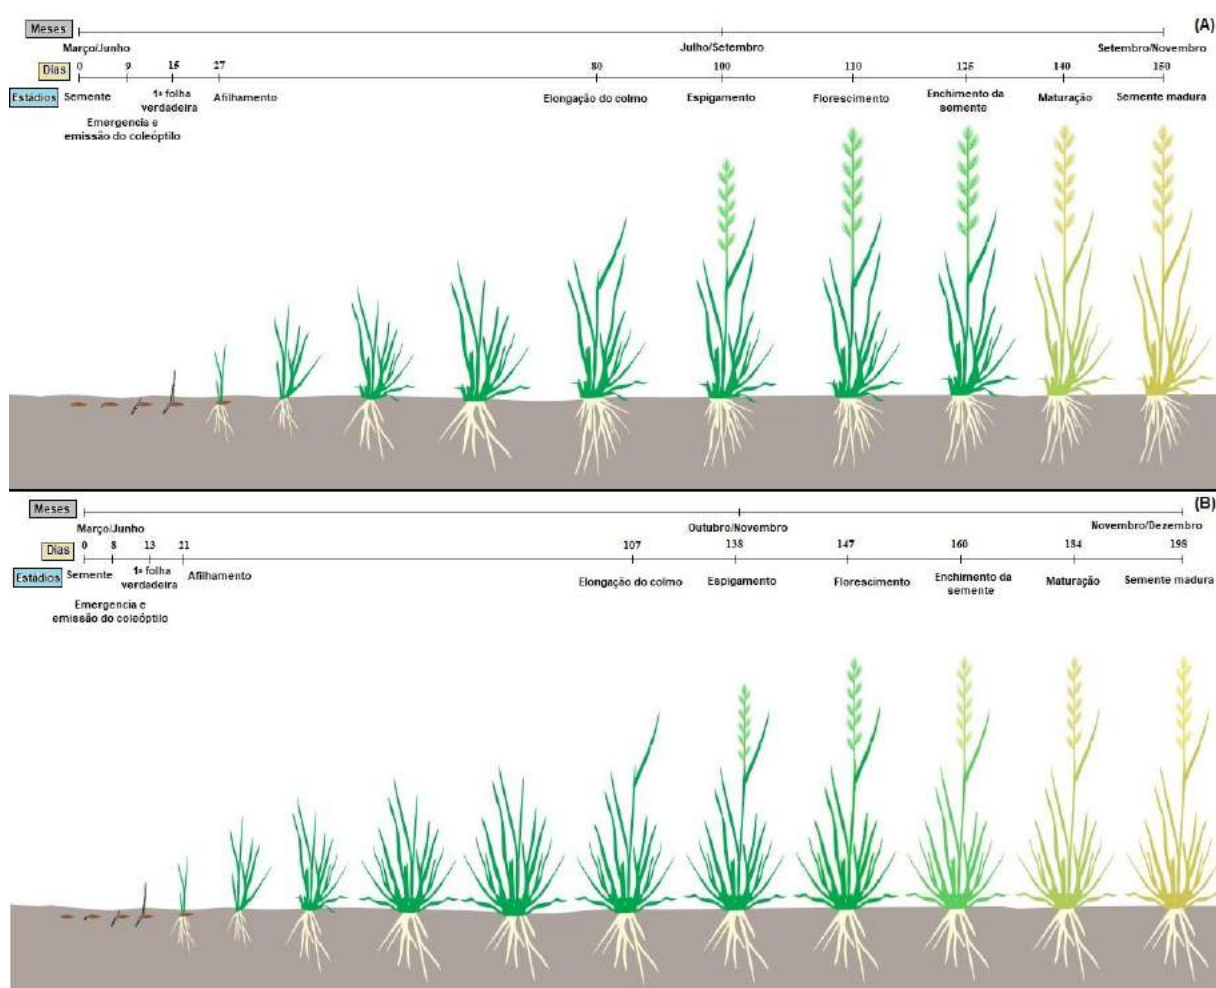 (A)
Meses
Março/Junho Julho/Setembro Setembro/Novembro
Dias 0 9 15 27 80 100 110 125 140 150
Estádios Semente 1ª folha verdadeira Afilhamento Elongação do colmo Espigamento Florescimento Enchimento da semente Maturação Semente madura
Emergencia e
emissão do coleóptilo
(B)
Meses
Março/Junho Outubro/Novembro Novembro/Dezembro
Dias 0 8 13 21 107 138 147 160 184 198
Estádios Semente 1ª folha verdadeira Afilhamento Elongação do colmo Espigamento Florescimento Enchimento da semente Maturação Semente madura
Emergencia e
emissão do coleóptilo